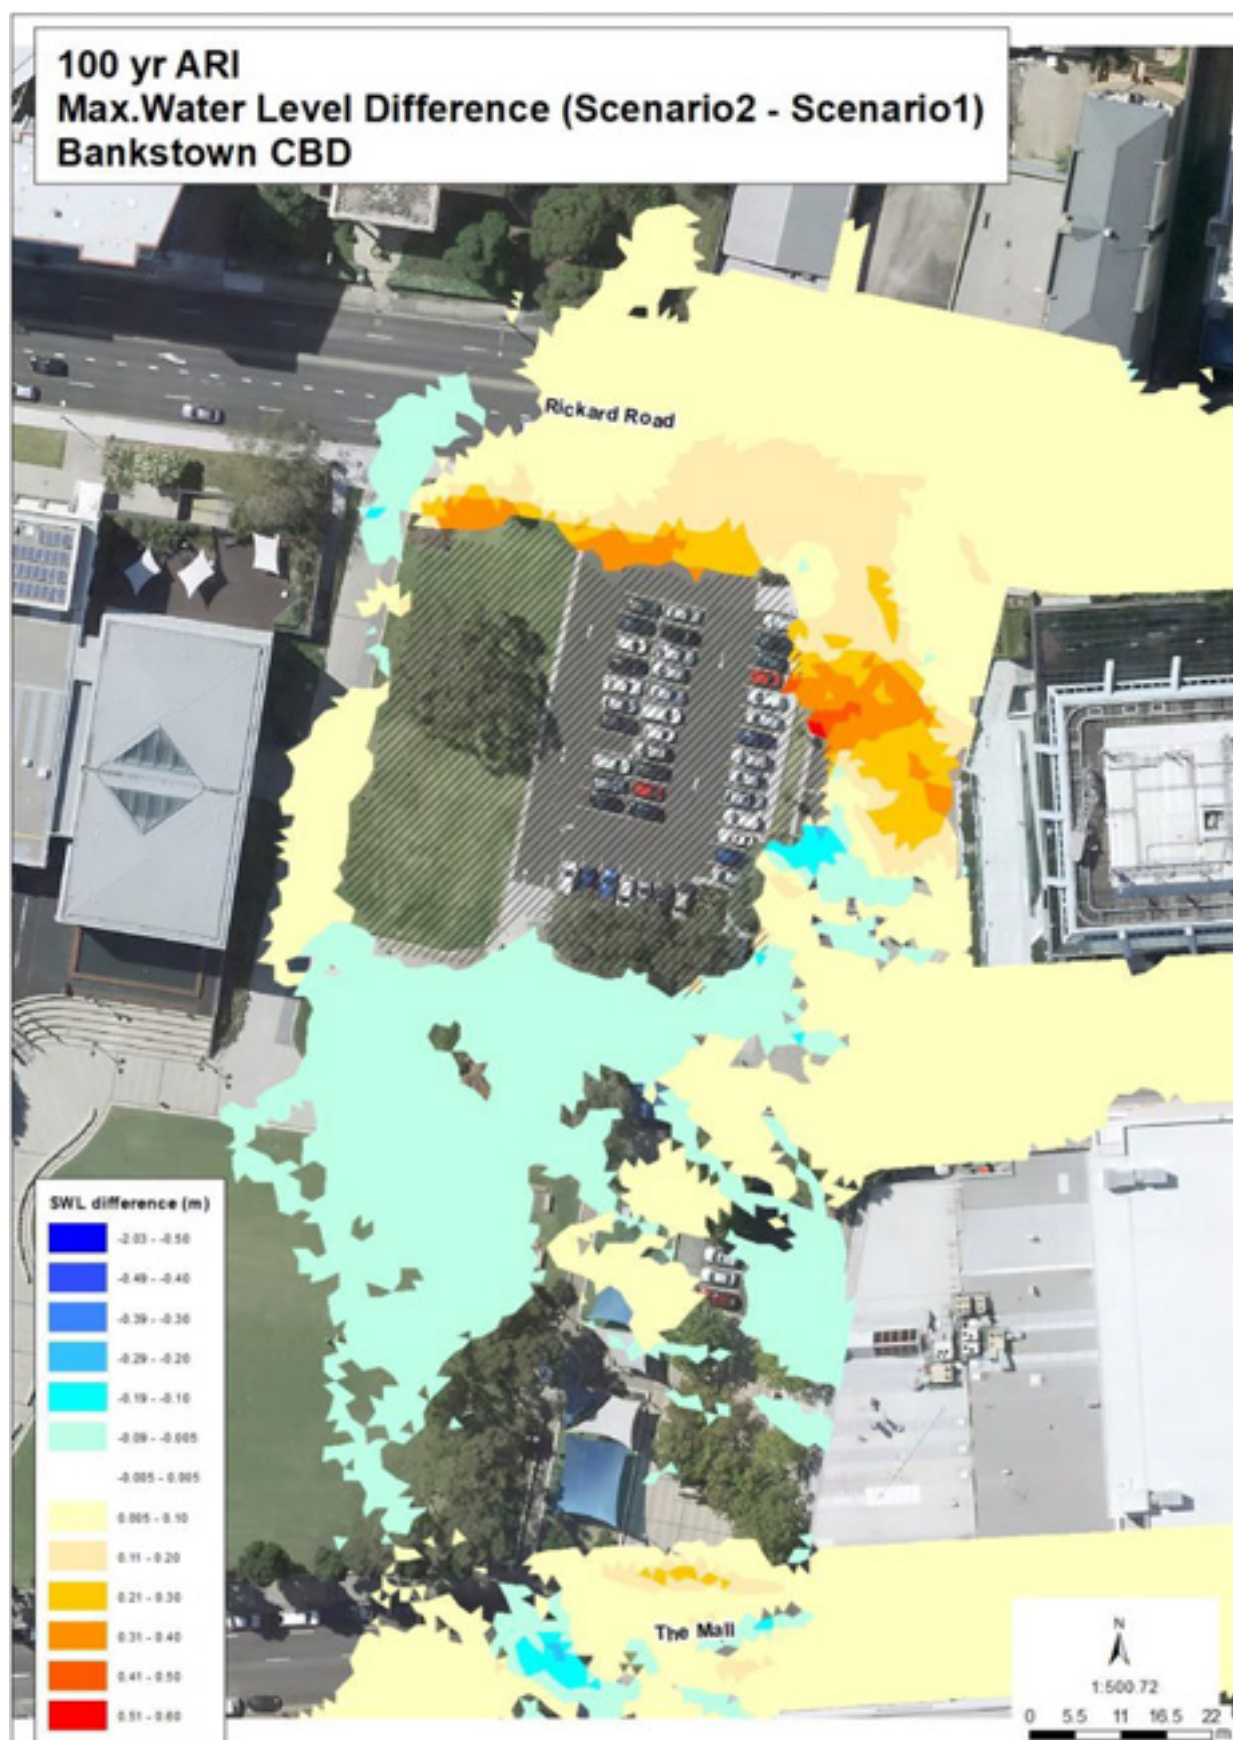 100 yr ARI
Max.Water Level Difference (Scenario2 - Scenario1)
Bankstown CBD
Rickard Road
SWL difference (m)
-2.03 - -0.50
-0.49 - -0.40
-0.39 - -0.30
-0.29 - -0.20
-0.19 - -0.10
-0.09 - -0.005
-0.005 - 0.005
0.005 - 0.10
0.11 - 0.20
0.21 - 0.30
0.31 - 0.40
0.41 - 0.50
0.51 - 0.60
The Mall
N
1:500.72
0 5.5 11 16.5 22
m